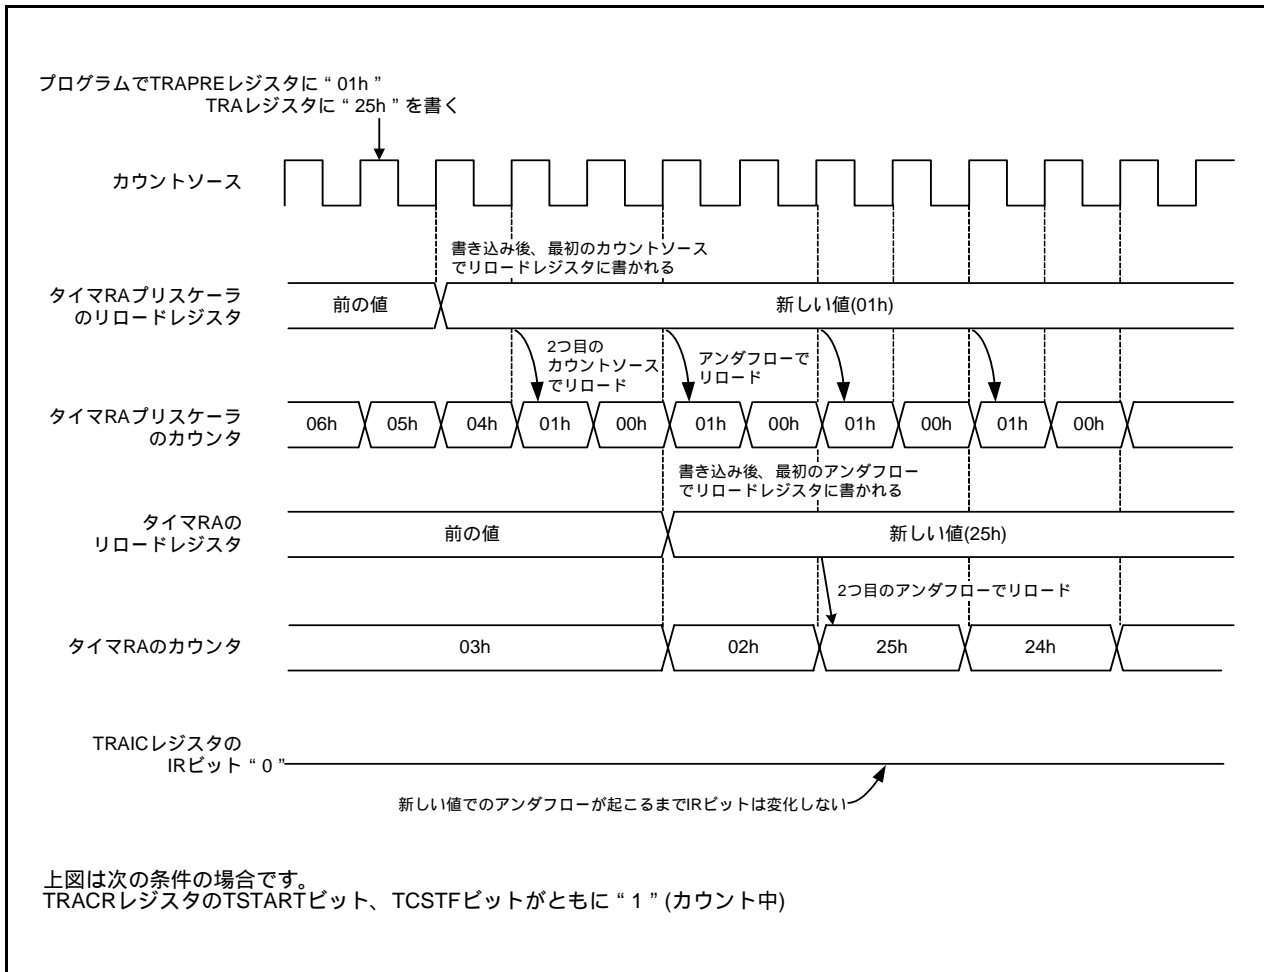 プログラムでTRAPREレジスタに“01h”
TRAレジスタに“25h”を書く
カウントソース
書き込み後、最初のカウントソース
でリロードレジスタに書かれる
タイマRAプリスケーラ
のリロードレジスタ
前の値
新しい値(01h)
2つ目の
カウントソース
でリロード
アンダフローで
リロード
タイマRAプリスケーラ
のカウンタ
06h 05h 04h 01h 00h 01h 00h 01h 00h 01h 00h
書き込み後、最初のアンダフロー
でリロードレジスタに書かれる
タイマRAの
リロードレジスタ
前の値
新しい値(25h)
2つ目のアンダフローでリロード
タイマRAのカウンタ
03h 02h 25h 24h
TRAICレジスタの
IRビット“0”
新しい値でのアンダフローが起こるまでIRビットは変化しない
上図は次の条件の場合です。
TRACRレジスタのTSTARTビット、TCSTFビットがともに“1”(カウント中)